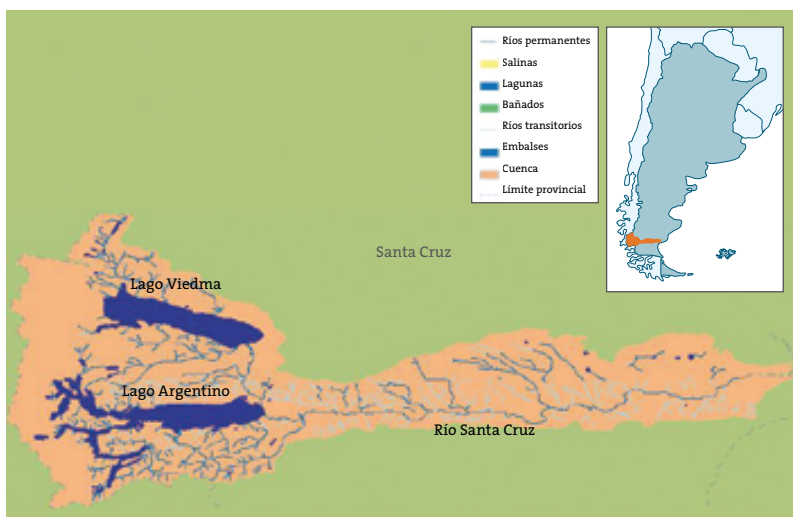 Ríos permanentes
Salinas
Lagunas
Bañados
Ríos transitorios
Embalses
Cuenca
Límite provincial
Santa Cruz
Lago Viedma
Lago Argentino
Río Santa Cruz